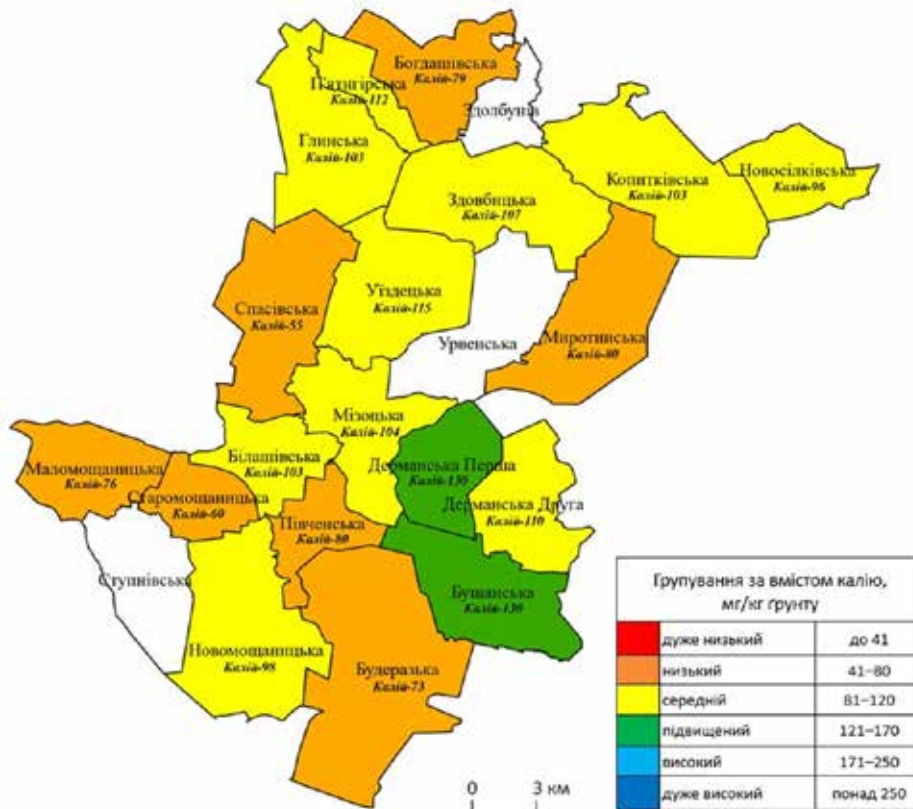 Богдашівська
Калій-79
П'ятигірська
Калій-112
Здолбунів
Глинська
Калій-103
Копитківська
Калій-103
Новосілківська
Калій-96
Здовбицька
Калій-107
Спасівська
Калій-55
Уїздецька
Калій-115
Урвенська
Миротинська
Калій-80
Мізоцька
Калій-104
Білашівська
Калій-103
Дерманська Перша
Калій-130
Маломощаницька
Калій-76
Старомощаницька
Калій-60
Дерманська Друга
Калій-110
Півченська
Калій-80
Ступнівська
Бущанська
Калій-130
Новомощаницька
Калій-98
Будеразька
Калій-73
0 3 км
Групування за вмістом калію,
мг/кг ґрунту
дуже низький до 41
низький 41–80
середній 81–120
підвищений 121–170
високий 171–250
дуже високий понад 250